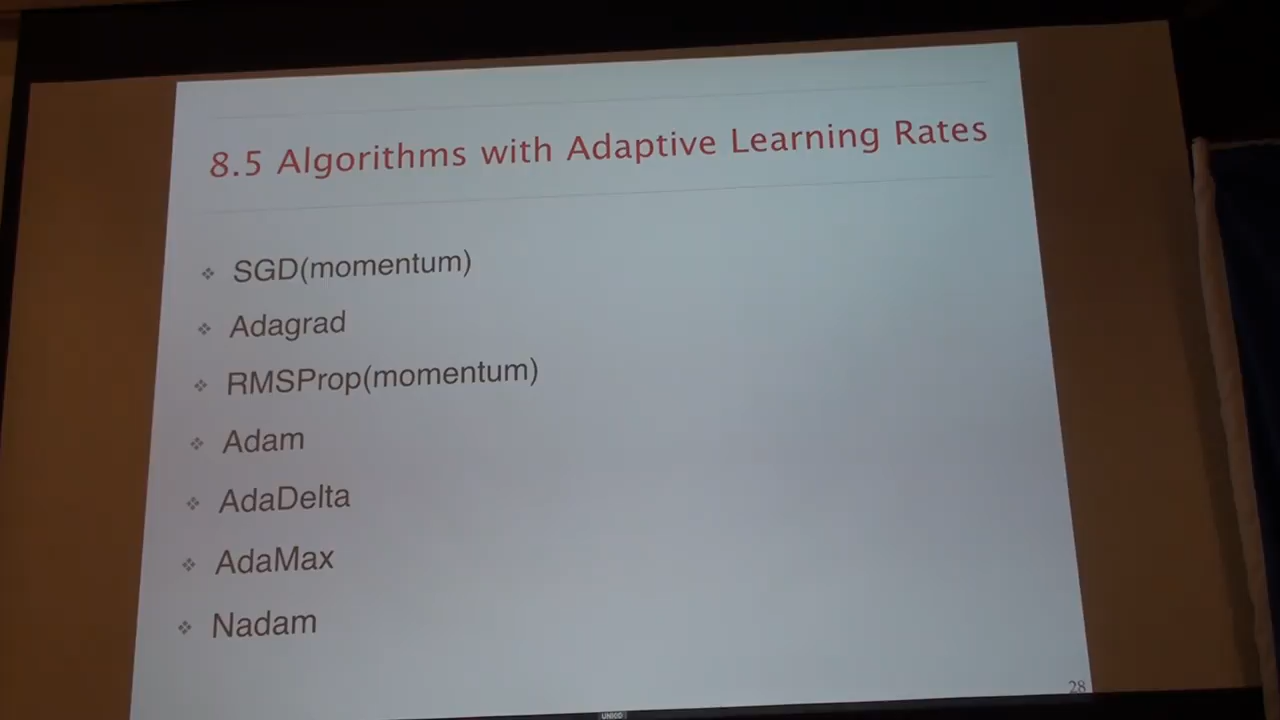 8.5 Algorithms with Adaptive Learning Rates
SGD(momentum)
Adagrad
RMSProp(momentum)
Adam
AdaDelta
AdaMax
Nadam
28